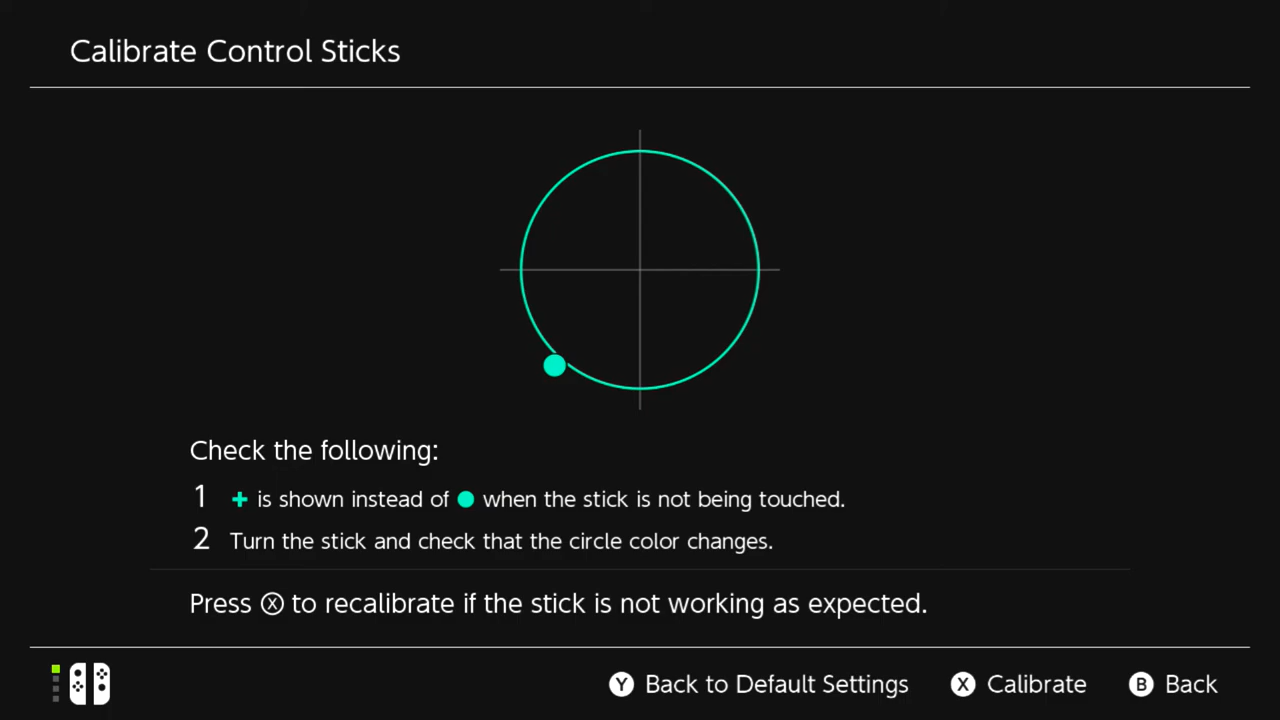 Calibrate Control Sticks
Check the following:
1 + is shown instead of ● when the stick is not being touched.
2 Turn the stick and check that the circle color changes.
Press Ⓧ to recalibrate if the stick is not working as expected.
Y Back to Default Settings X Calibrate B Back